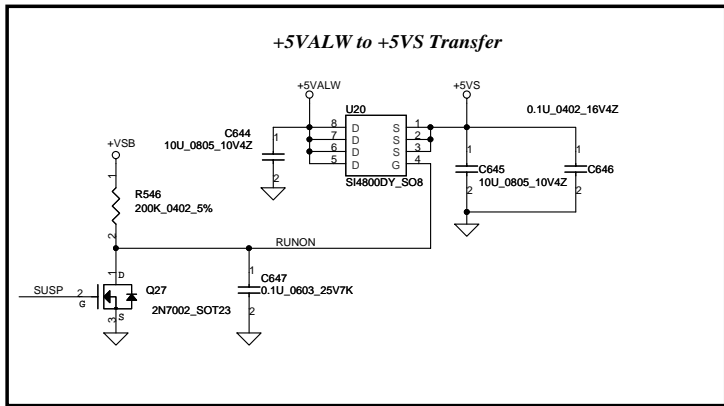 +5VALW to +5VS Transfer
+5VALW
+5VS
U20
0.1U_0402_16V4Z
C644
10U_0805_10V4Z
1
2
8 D S 1
7 D S 2
6 D S 3
5 D G 4
SI4800DY_SO8
1
C645
10U_0805_10V4Z
2
1
C646
2
+VSB
1
R546
200K_0402_5%
2
RUNON
SUSP
2
G
1
D
Q27
3
S
2N7002_SOT23
1
C647
0.1U_0603_25V7K
2